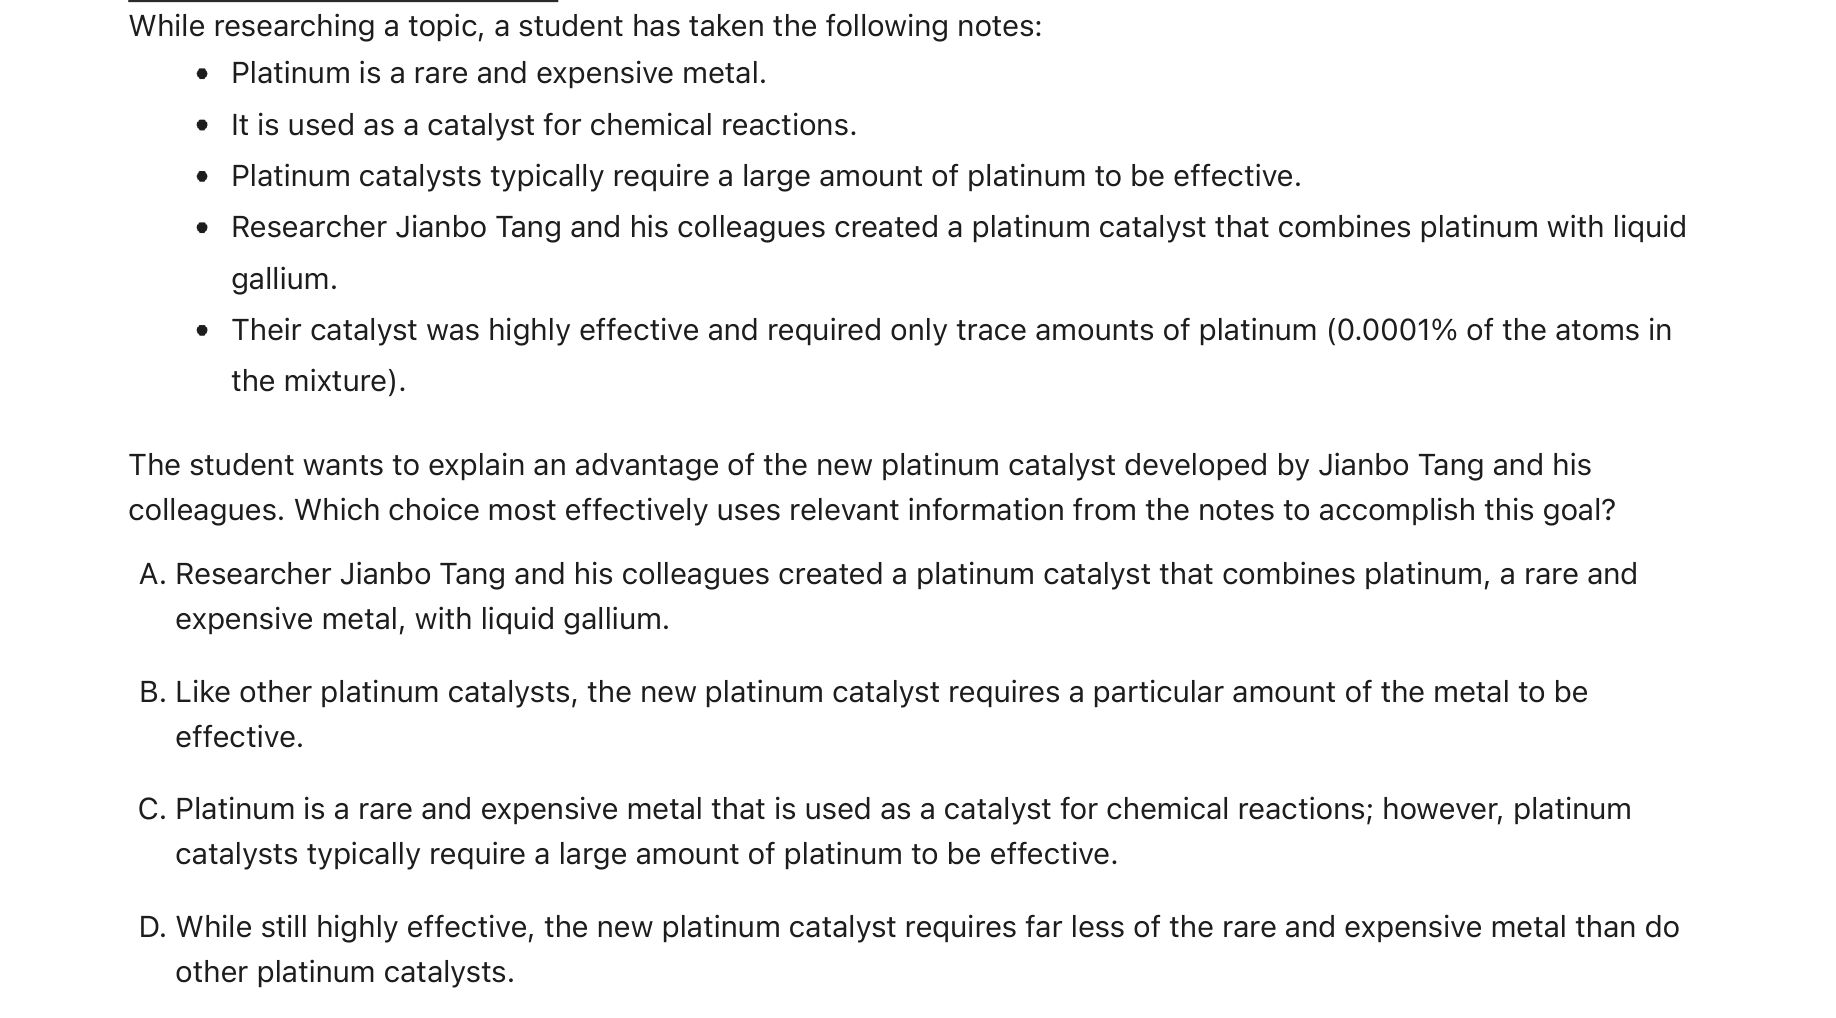 While researching a topic, a student has taken the following notes:
• Platinum is a rare and expensive metal.
• It is used as a catalyst for chemical reactions.
• Platinum catalysts typically require a large amount of platinum to be effective.
• Researcher Jianbo Tang and his colleagues created a platinum catalyst that combines platinum with liquid
gallium.
• Their catalyst was highly effective and required only trace amounts of platinum (0.0001% of the atoms in
the mixture).
The student wants to explain an advantage of the new platinum catalyst developed by Jianbo Tang and his
colleagues. Which choice most effectively uses relevant information from the notes to accomplish this goal?
A. Researcher Jianbo Tang and his colleagues created a platinum catalyst that combines platinum, a rare and
expensive metal, with liquid gallium.
B. Like other platinum catalysts, the new platinum catalyst requires a particular amount of the metal to be
effective.
C. Platinum is a rare and expensive metal that is used as a catalyst for chemical reactions; however, platinum
catalysts typically require a large amount of platinum to be effective.
D. While still highly effective, the new platinum catalyst requires far less of the rare and expensive metal than do
other platinum catalysts.